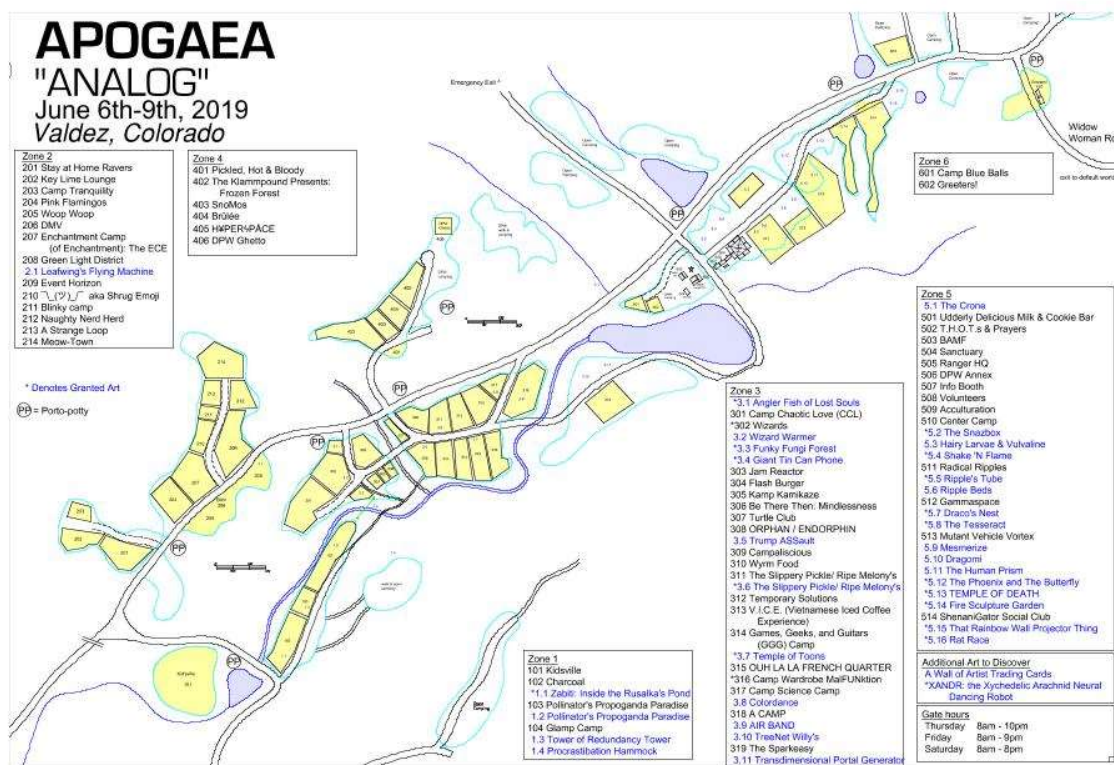 APOGAEA
"ANALOG"
June 6th-9th, 2019
Valdez, Colorado
Zone 2
201 Stay at Home Ravers
202 Key Lime Lounge
203 Camp Tranquility
204 Pink Flamingos
205 Woop Woop
206 DMV
207 Enchantment Camp
(of Enchantment): The ECE
208 Green Light District
2.1 Leafwing's Flying Machine
209 Event Horizon
210 ¯\_(ツ)_/¯ aka Shrug Emoji
211 Blinky camp
212 Naughty Nerd Herd
213 A Strange Loop
214 Meow-Town
* Denotes Granted Art
PP = Porto-potty
Zone 4
401 Pickled, Hot & Bloody
402 The Klammpound Presents:
Frozen Forest
403 SnoMos
404 Brûlée
405 H¥PER½PÅCE
406 DPW Ghetto
Emergency Exit ^
Widow
Woman Ro
exit to default worl
Zone 6
601 Camp Blue Balls
602 Greeters!
Zone 5
5.1 The Crone
501 Udderly Delicious Milk & Cookie Bar
502 T.H.O.T.s & Prayers
503 BAMF
504 Sanctuary
505 Ranger HQ
506 DPW Annex
507 Info Booth
508 Volunteers
509 Acculturation
510 Center Camp
*5.2 The Snazbox
5.3 Hairy Larvae & Vulvaline
*5.4 Shake 'N Flame
511 Radical Ripples
*5.5 Ripple's Tube
5.6 Ripple Beds
512 Gammaspace
*5.7 Draco's Nest
*5.8 The Tesseract
513 Mutant Vehicle Vortex
5.9 Mesmerize
5.10 Dragomi
5.11 The Human Prism
*5.12 The Phoenix and The Butterfly
*5.13 TEMPLE OF DEATH
*5.14 Fire Sculpture Garden
514 ShenaniGator Social Club
*5.15 That Rainbow Wall Projector Thing
*5.16 Rat Race
Zone 3
*3.1 Angler Fish of Lost Souls
301 Camp Chaotic Love (CCL)
*302 Wizards
3.2 Wizard Warmer
*3.3 Funky Fungi Forest
*3.4 Giant Tin Can Phone
303 Jam Reactor
304 Flash Burger
305 Kamp Kamikaze
306 Be There Then: Mindlessness
307 Turtle Club
308 ORPHAN / ENDORPHIN
3.5 Trump ASSault
309 Campaliscious
310 Wyrm Food
311 The Slippery Pickle/ Ripe Melony's
*3.6 The Slippery Pickle/ Ripe Melony's
312 Temporary Solutions
313 V.I.C.E. (Vietnamese Iced Coffee
Experience)
314 Games, Geeks, and Guitars
(GGG) Camp
*3.7 Temple of Toons
315 OUH LA LA FRENCH QUARTER
*316 Camp Wardrobe MalFUNktion
317 Camp Science Camp
3.8 Colordance
318 A CAMP
3.9 AIR BAND
3.10 TreeNet Willy's
319 The Sparkeasy
3.11 Transdimensional Portal Generator
Zone 1
101 Kidsville
102 Charcoal
*1.1 Zabiti: Inside the Rusalka's Pond
103 Pollinator's Propoganda Paradise
1.2 Pollinator's Propoganda Paradise
104 Glamp Camp
1.3 Tower of Redundancy Tower
1.4 Procrastibation Hammock
Additional Art to Discover
A Wall of Artist Trading Cards
*XANDR: the Xychedelic Arachnid Neural
Dancing Robot
Gate hours
Thursday 8am - 10pm
Friday 8am - 9pm
Saturday 8am - 8pm